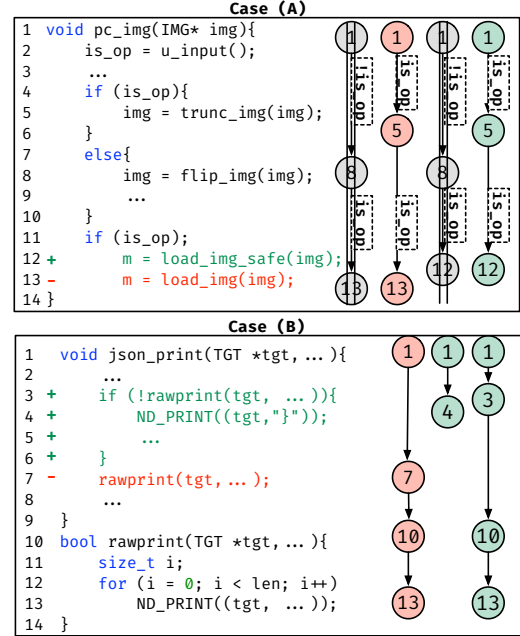 Case (A)
1 void pc_img(IMG* img){
2 is_op = u_input();
3 ...
4 if (is_op){
5 img = trunc_img(img);
6 }
7 else{
8 img = flip_img(img);
9 ...
10 }
11 if (is_op);
12 + m = load_img_safe(img);
13 - m = load_img(img);
14 }
1 1 1 1
!is_op is_op !is_op is_op
5 5
8 8
is_op is_op
12 12
13 13
Case (B)
1 void json_print(TGT *tgt, ...){
2 ...
3 + if (!rawprint(tgt, ...)){
4 + ND_PRINT((tgt,"}"));
5 + ...
6 + }
7 - rawprint(tgt, ...);
8 ...
9 }
10 bool rawprint(TGT *tgt, ...){
11 size_t i;
12 for (i = 0; i < len; i++)
13 ND_PRINT((tgt, ...));
14 }
1 1 1
4 3
7
10 10
13 13